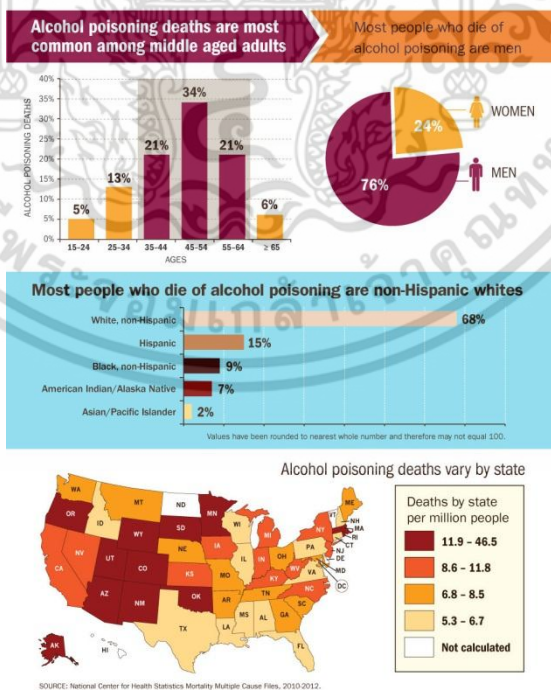 Alcohol poisoning deaths are most
common among middle aged adults
Most people who die of
alcohol poisoning are men
ALCOHOL POISONING DEATHS
40%
35%
30%
25%
20%
15%
10%
5%
0%
5%
13%
21%
34%
21%
6%
15-24
25-34
35-44
45-54
55-64
≥ 65
AGES
24%
76%
WOMEN
MEN
Most people who die of alcohol poisoning are non-Hispanic whites
White, non-Hispanic
68%
Hispanic
15%
Black, non-Hispanic
9%
American Indian/Alaska Native
7%
Asian/Pacific Islander
2%
Values have been rounded to nearest whole number and therefore may not equal 100.
Alcohol poisoning deaths vary by state
WA
MT
ND
MN
ME
OR
ID
SD
WI
MI
NY
VT
NH
MA
RI
CT
NJ
DE
MD
DC
WY
NE
IA
PA
NV
UT
CO
KS
MO
IL
IN
OH
WV
VA
CA
AZ
NM
OK
AR
TN
KY
NC
SC
TX
LA
MS
AL
GA
FL
AK
HI
Deaths by state
per million people
11.9 – 46.5
8.6 – 11.8
6.8 – 8.5
5.3 – 6.7
Not calculated
SOURCE: National Center for Health Statistics Mortality Multiple Cause Files, 2010-2012.